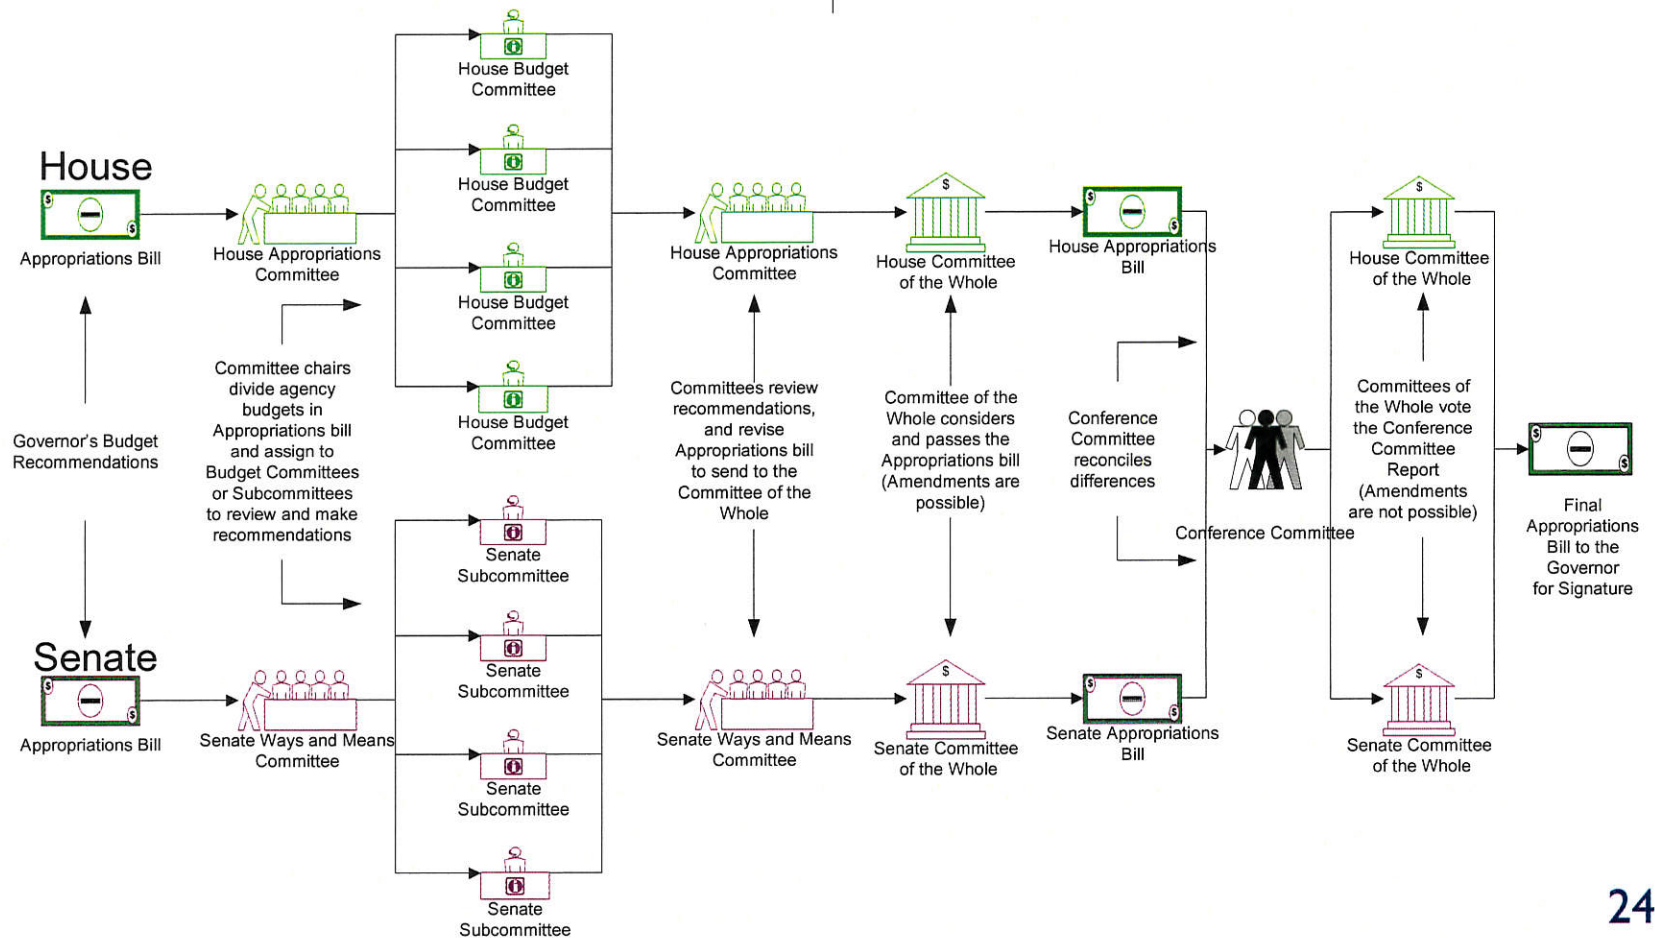 House
Appropriations Bill
Governor's Budget
Recommendations
Senate
Appropriations Bill
House Appropriations
Committee
Committee chairs
divide agency
budgets in
Appropriations bill
and assign to
Budget Committees
or Subcommittees
to review and make
recommendations
Senate Ways and Means
Committee
House Budget
Committee
House Budget
Committee
House Budget
Committee
House Budget
Committee
Senate
Subcommittee
Senate
Subcommittee
Senate
Subcommittee
Senate
Subcommittee
House Appropriations
Committee
Committees review
recommendations,
and revise
Appropriations bill
to send to the
Committee of the
Whole
Senate Ways and Means
Committee
$
House Committee
of the Whole
Committee of the
Whole considers
and passes the
Appropriations bill
(Amendments are
possible)
$
Senate Committee
of the Whole
House Appropriations
Bill
Conference
Committee
reconciles
differences
Senate Appropriations
Bill
Conference Committee
$
House Committee
of the Whole
Committees of
the Whole vote
the Conference
Committee
Report
(Amendments
are not possible)
$
Senate Committee
of the Whole
Final
Appropriations
Bill to the
Governor
for Signature
24